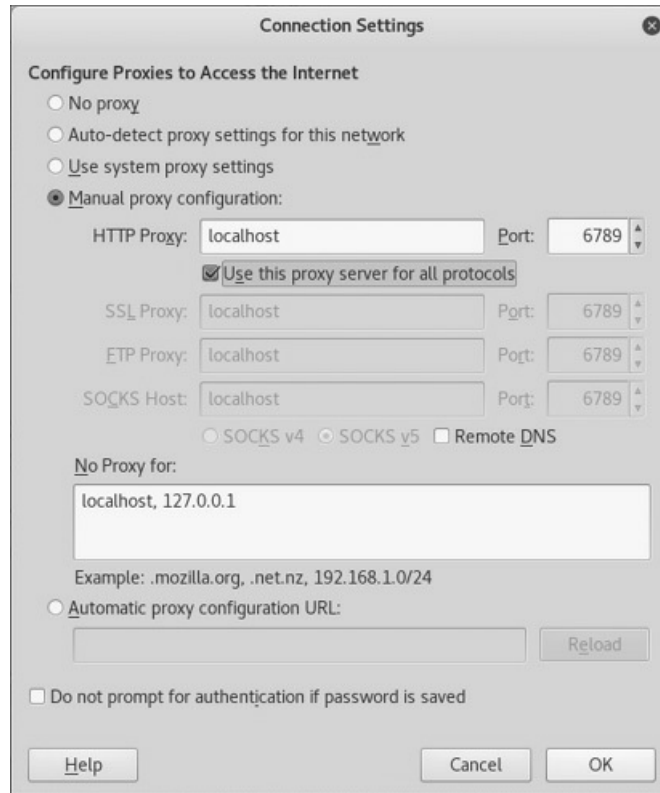 Connection Settings
Configure Proxies to Access the Internet
No proxy
Auto-detect proxy settings for this network
Use system proxy settings
Manual proxy configuration:
HTTP Proxy: localhost Port: 6789
Use this proxy server for all protocols
SSL Proxy: localhost Port: 6789
FTP Proxy: localhost Port: 6789
SOCKS Host: localhost Port: 6789
SOCKS v4 SOCKS v5 Remote DNS
No Proxy for:
localhost, 127.0.0.1
Example: .mozilla.org, .net.nz, 192.168.1.0/24
Automatic proxy configuration URL:
Reload
Do not prompt for authentication if password is saved
Help Cancel OK